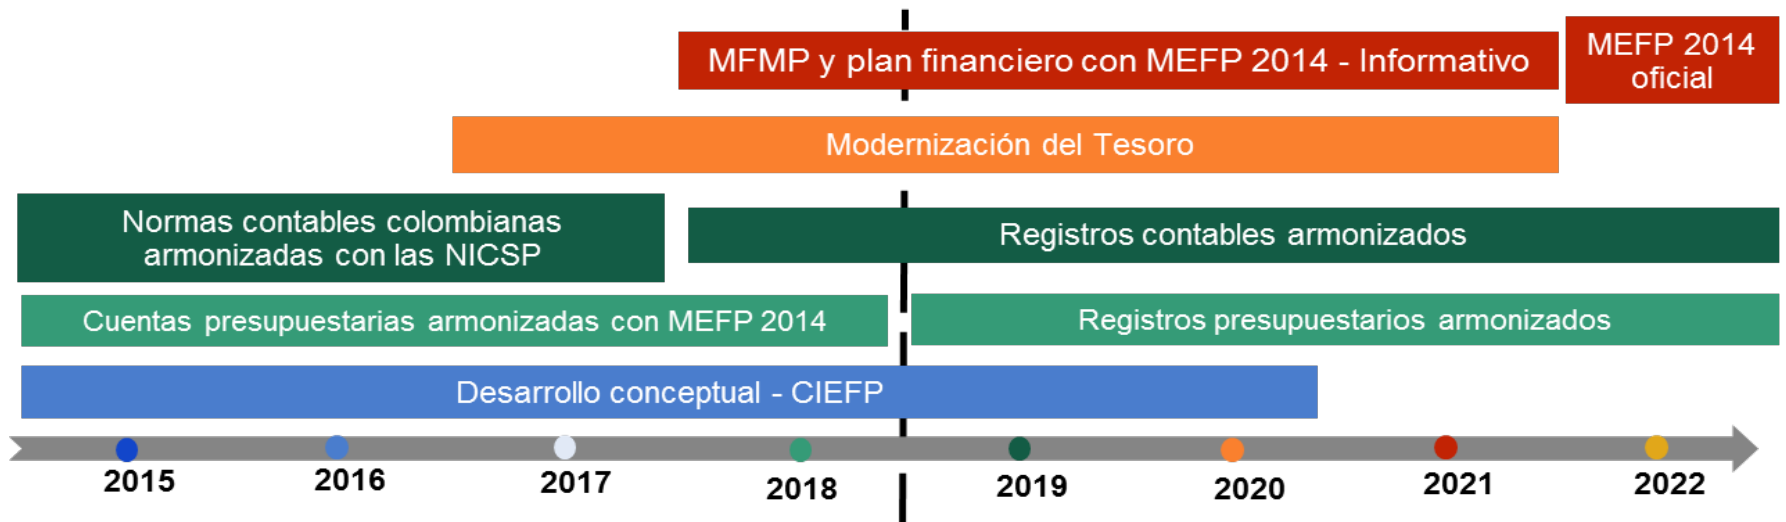 MFMP y plan financiero con MEFP 2014 - Informativo
MEFP 2014
oficial
Modernización del Tesoro
Normas contables colombianas
armonizadas con las NICSP
Registros contables armonizados
Cuentas presupuestarias armonizadas con MEFP 2014
Registros presupuestarios armonizados
Desarrollo conceptual - CIEFP
2015
2016
2017
2018
2019
2020
2021
2022